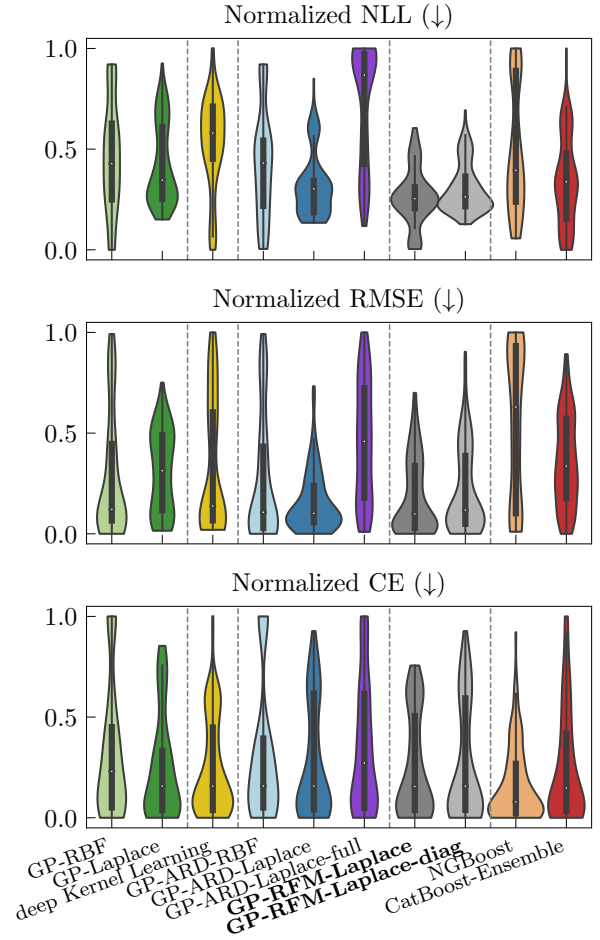 Normalized NLL (↓)
1.0
0.5
0.0
Normalized RMSE (↓)
1.0
0.5
0.0
Normalized CE (↓)
1.0
0.5
0.0
GP-RBF
GP-Laplace
deep Kernel Learning
GP-ARD-RBF
GP-ARD-Laplace
GP-ARD-Laplace-full
GP-RFM-Laplace
GP-RFM-Laplace-diag
NGBoost
CatBoost-Ensemble